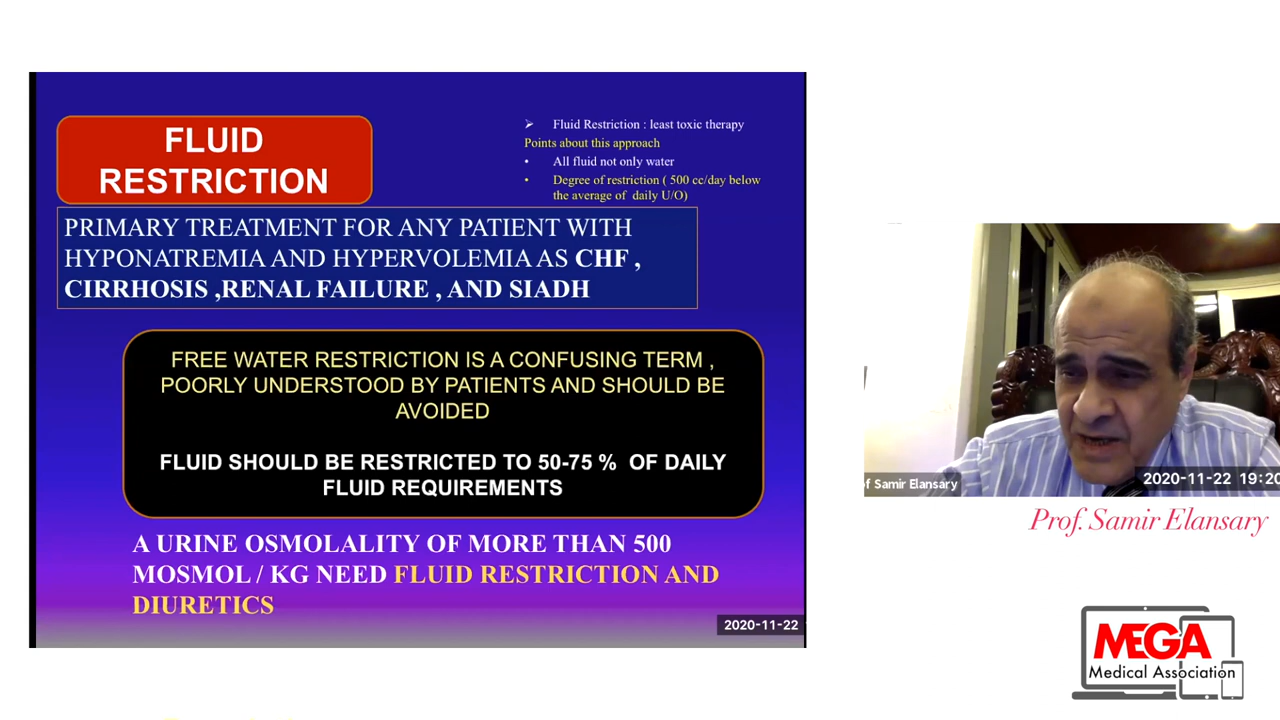 FLUID
RESTRICTION
➢ Fluid Restriction : least toxic therapy
Points about this approach
• All fluid not only water
• Degree of restriction ( 500 cc/day below
the average of daily U/O)
PRIMARY TREATMENT FOR ANY PATIENT WITH
HYPONATREMIA AND HYPERVOLEMIA AS CHF ,
CIRRHOSIS ,RENAL FAILURE , AND SIADH
FREE WATER RESTRICTION IS A CONFUSING TERM ,
POORLY UNDERSTOOD BY PATIENTS AND SHOULD BE
AVOIDED
FLUID SHOULD BE RESTRICTED TO 50-75 % OF DAILY
FLUID REQUIREMENTS
A URINE OSMOLALITY OF MORE THAN 500
MOSMOL / KG NEED FLUID RESTRICTION AND
DIURETICS
2020-11-22
f Samir Elansary
2020-11-22 19:20
Prof. Samir Elansary
MEGA
Medical Association